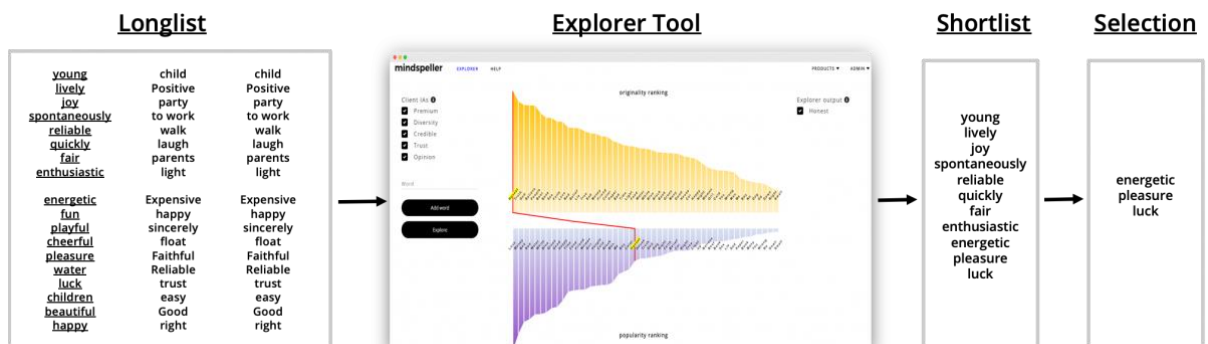 Longlist
young child child
lively Positive Positive
joy party party
spontaneously to work to work
reliable walk walk
quickly laugh laugh
fair parents parents
enthusiastic light light
energetic Expensive Expensive
fun happy happy
playful sincerely sincerely
cheerful float float
pleasure Faithful Faithful
water Reliable Reliable
luck trust trust
children easy easy
beautiful Good Good
happy right right
Explorer Tool
mindspeller EXPLORER HELP PRODUCTS ADMIN
Client IAs
Premium
Diversity
Credible
Trust
Opinion
Word
Add word
Explore
originality ranking
popularity ranking
Explorer output
Honest
Shortlist
young
lively
joy
spontaneously
reliable
quickly
fair
enthusiastic
energetic
pleasure
luck
Selection
energetic
pleasure
luck